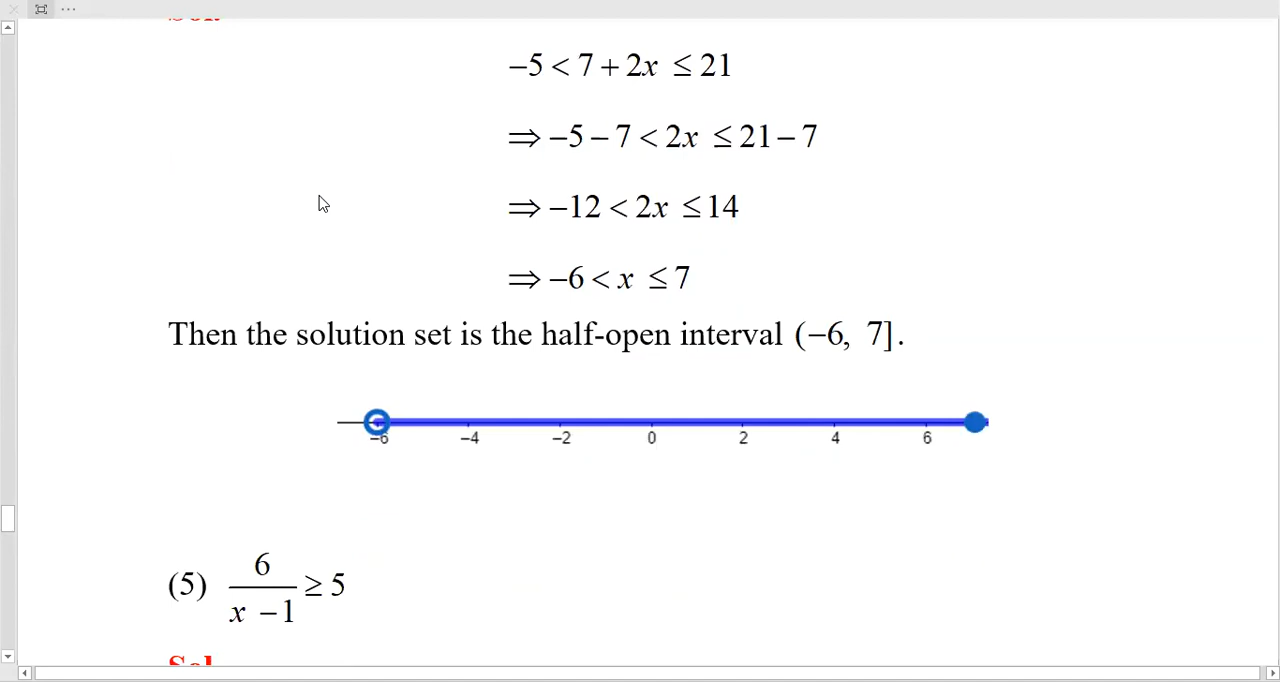 −5 < 7 + 2x ≤ 21
⇒ −5 − 7 < 2x ≤ 21 − 7
⇒ −12 < 2x ≤ 14
⇒ −6 < x ≤ 7
Then the solution set is the half-open interval (−6, 7].
−6 −4 −2 0 2 4 6
(5) 6/(x − 1) ≥ 5